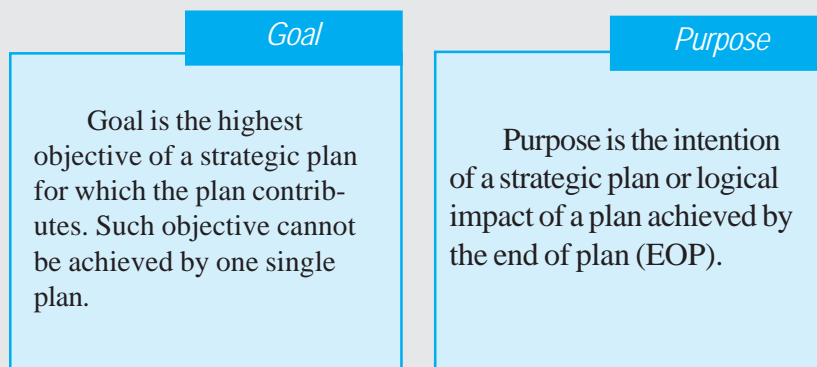 Goal
Goal is the highest
objective of a strategic plan
for which the plan contrib-
utes. Such objective cannot
be achieved by one single
plan.
Purpose
Purpose is the intention
of a strategic plan or logical
impact of a plan achieved by
the end of plan (EOP).